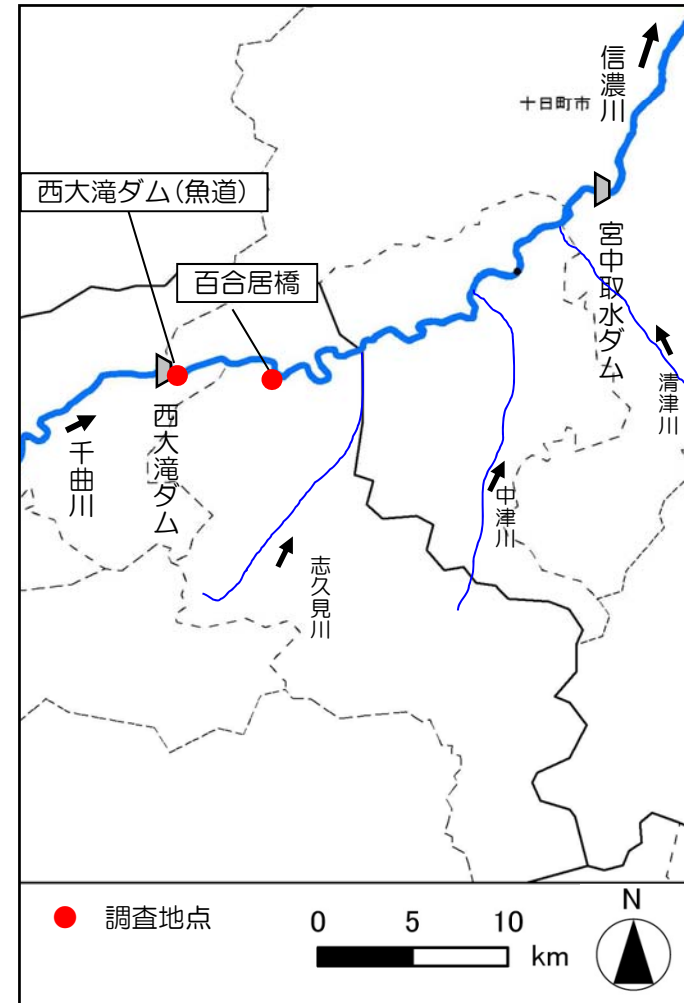 信濃川
十日町市
西大滝ダム(魚道)
百合居橋
宮中取水ダム
清津川
西大滝ダム
千曲川
中津川
志久見川
調査地点
0 5 10
km
N